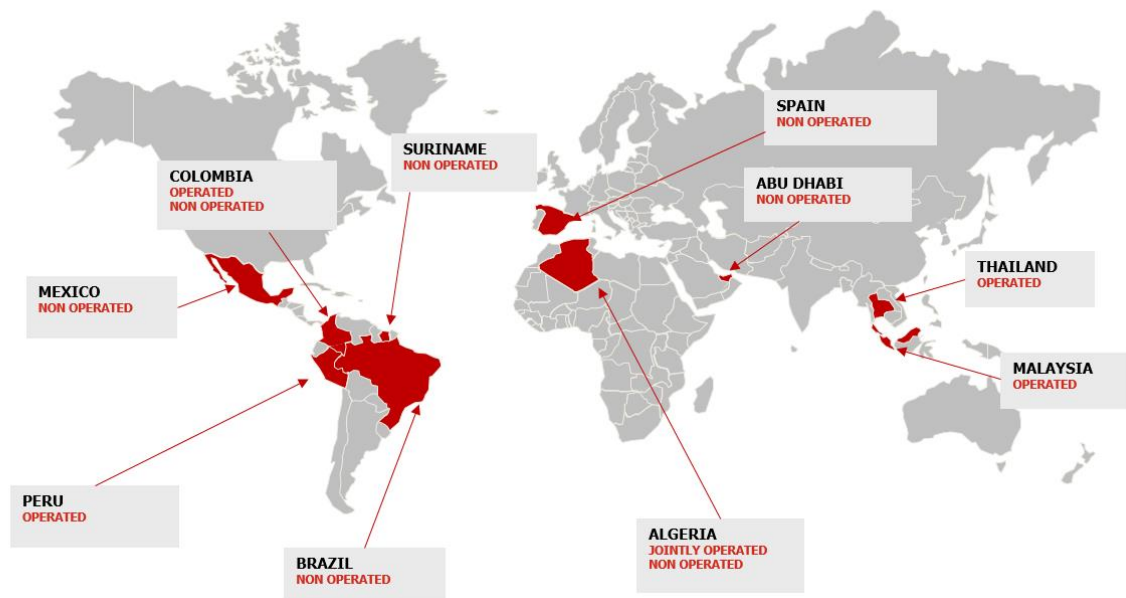 SPAIN
NON OPERATED
SURINAME
NON OPERATED
COLOMBIA
OPERATED
NON OPERATED
ABU DHABI
NON OPERATED
THAILAND
OPERATED
MEXICO
NON OPERATED
MALAYSIA
OPERATED
PERU
OPERATED
ALGERIA
JOINTLY OPERATED
NON OPERATED
BRAZIL
NON OPERATED